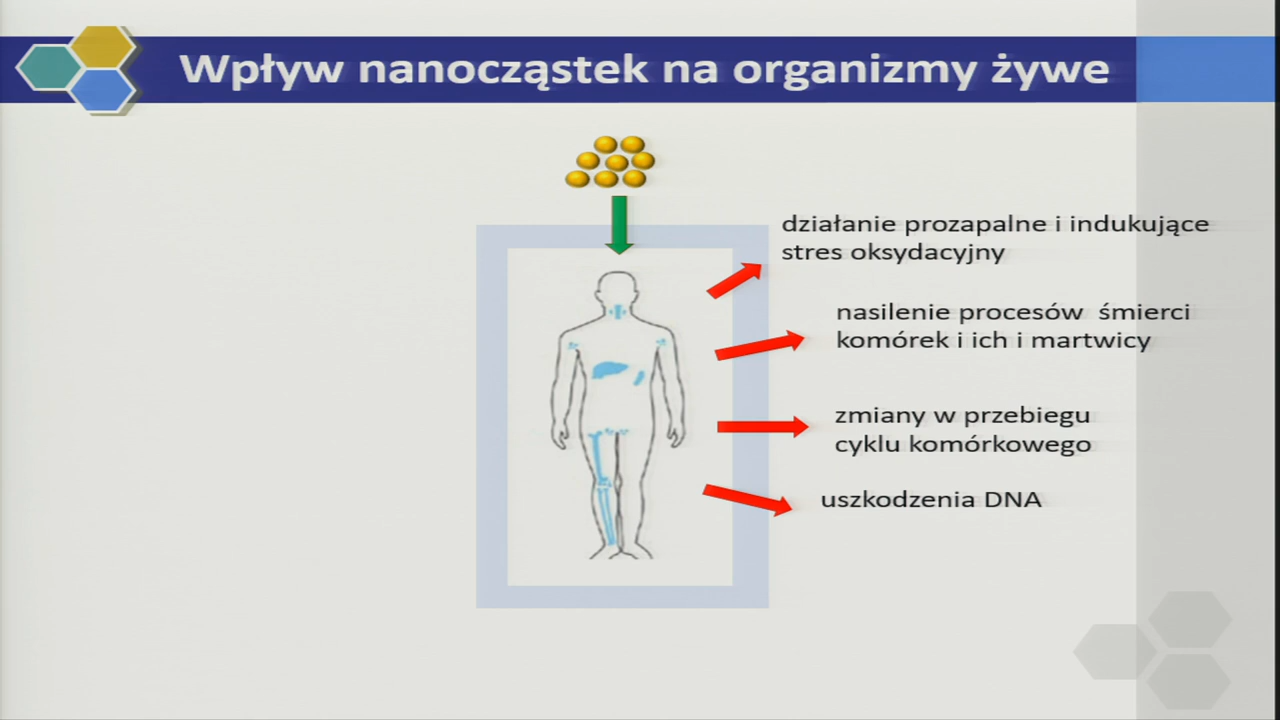 Wpływ nanocząstek na organizmy żywe
działanie prozapalne i indukujące
stres oksydacyjny
nasilenie procesów śmierci
komórek i ich i martwicy
zmiany w przebiegu
cyklu komórkowego
uszkodzenia DNA